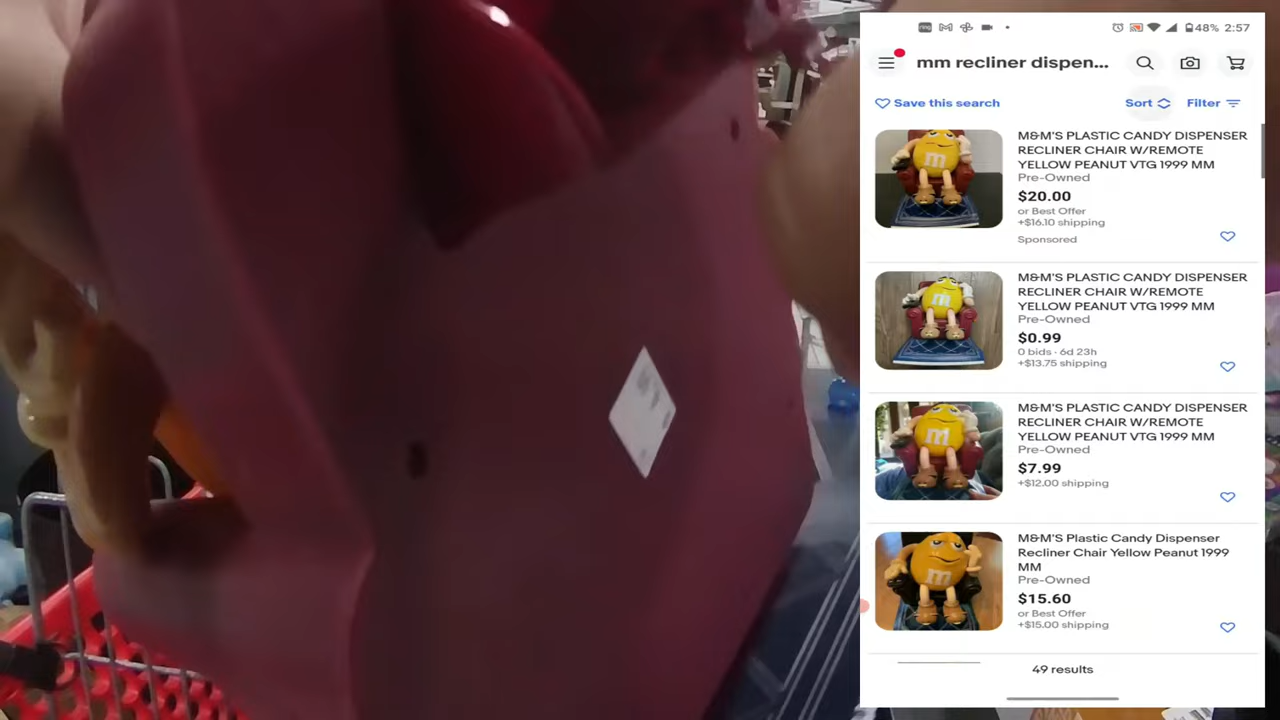 48% 2:57
mm recliner dispen...
Save this search
Sort
Filter
M&M'S PLASTIC CANDY DISPENSER
RECLINER CHAIR W/REMOTE
YELLOW PEANUT VTG 1999 MM
Pre-Owned
$20.00
or Best Offer
+$16.10 shipping
Sponsored
M&M'S PLASTIC CANDY DISPENSER
RECLINER CHAIR W/REMOTE
YELLOW PEANUT VTG 1999 MM
Pre-Owned
$0.99
0 bids · 6d 23h
+$13.75 shipping
M&M'S PLASTIC CANDY DISPENSER
RECLINER CHAIR W/REMOTE
YELLOW PEANUT VTG 1999 MM
Pre-Owned
$7.99
+$12.00 shipping
M&M'S Plastic Candy Dispenser
Recliner Chair Yellow Peanut 1999
MM
Pre-Owned
$15.60
or Best Offer
+$15.00 shipping
49 results
m
m
m
m